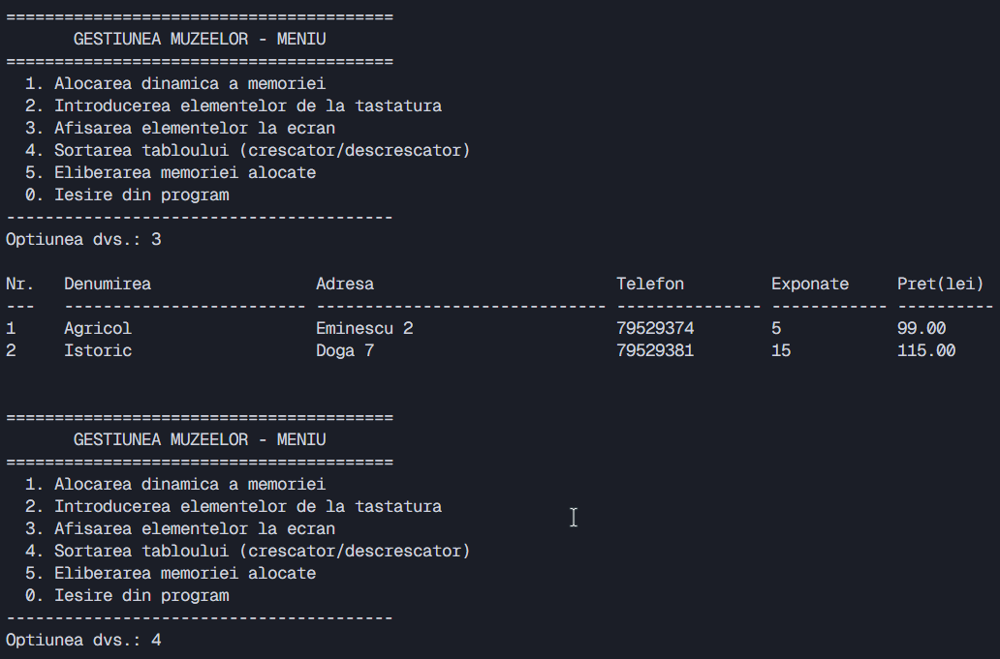 ========================================
       GESTIUNEA MUZEELOR - MENIU
========================================
  1. Alocarea dinamica a memoriei
  2. Introducerea elementelor de la tastatura
  3. Afisarea elementelor la ecran
  4. Sortarea tabloului (crescator/descrescator)
  5. Eliberarea memoriei alocate
  0. Iesire din program
----------------------------------------
Optiunea dvs.: 3

Nr.   Denumirea                 Adresa                         Telefon         Exponate     Pret(lei)
---   ------------------------- ------------------------------ --------------- ------------ ----------
1     Agricol                   Eminescu 2                     79529374        5            99.00
2     Istoric                   Doga 7                         79529381        15           115.00


========================================
       GESTIUNEA MUZEELOR - MENIU
========================================
  1. Alocarea dinamica a memoriei
  2. Introducerea elementelor de la tastatura
  3. Afisarea elementelor la ecran
  4. Sortarea tabloului (crescator/descrescator)
  5. Eliberarea memoriei alocate
  0. Iesire din program
----------------------------------------
Optiunea dvs.: 4